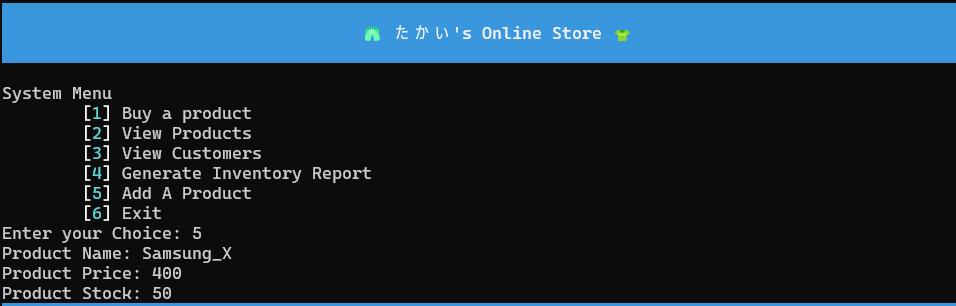 🩳 たかい's Online Store 👕
System Menu
[1] Buy a product
[2] View Products
[3] View Customers
[4] Generate Inventory Report
[5] Add A Product
[6] Exit
Enter your Choice: 5
Product Name: Samsung_X
Product Price: 400
Product Stock: 50